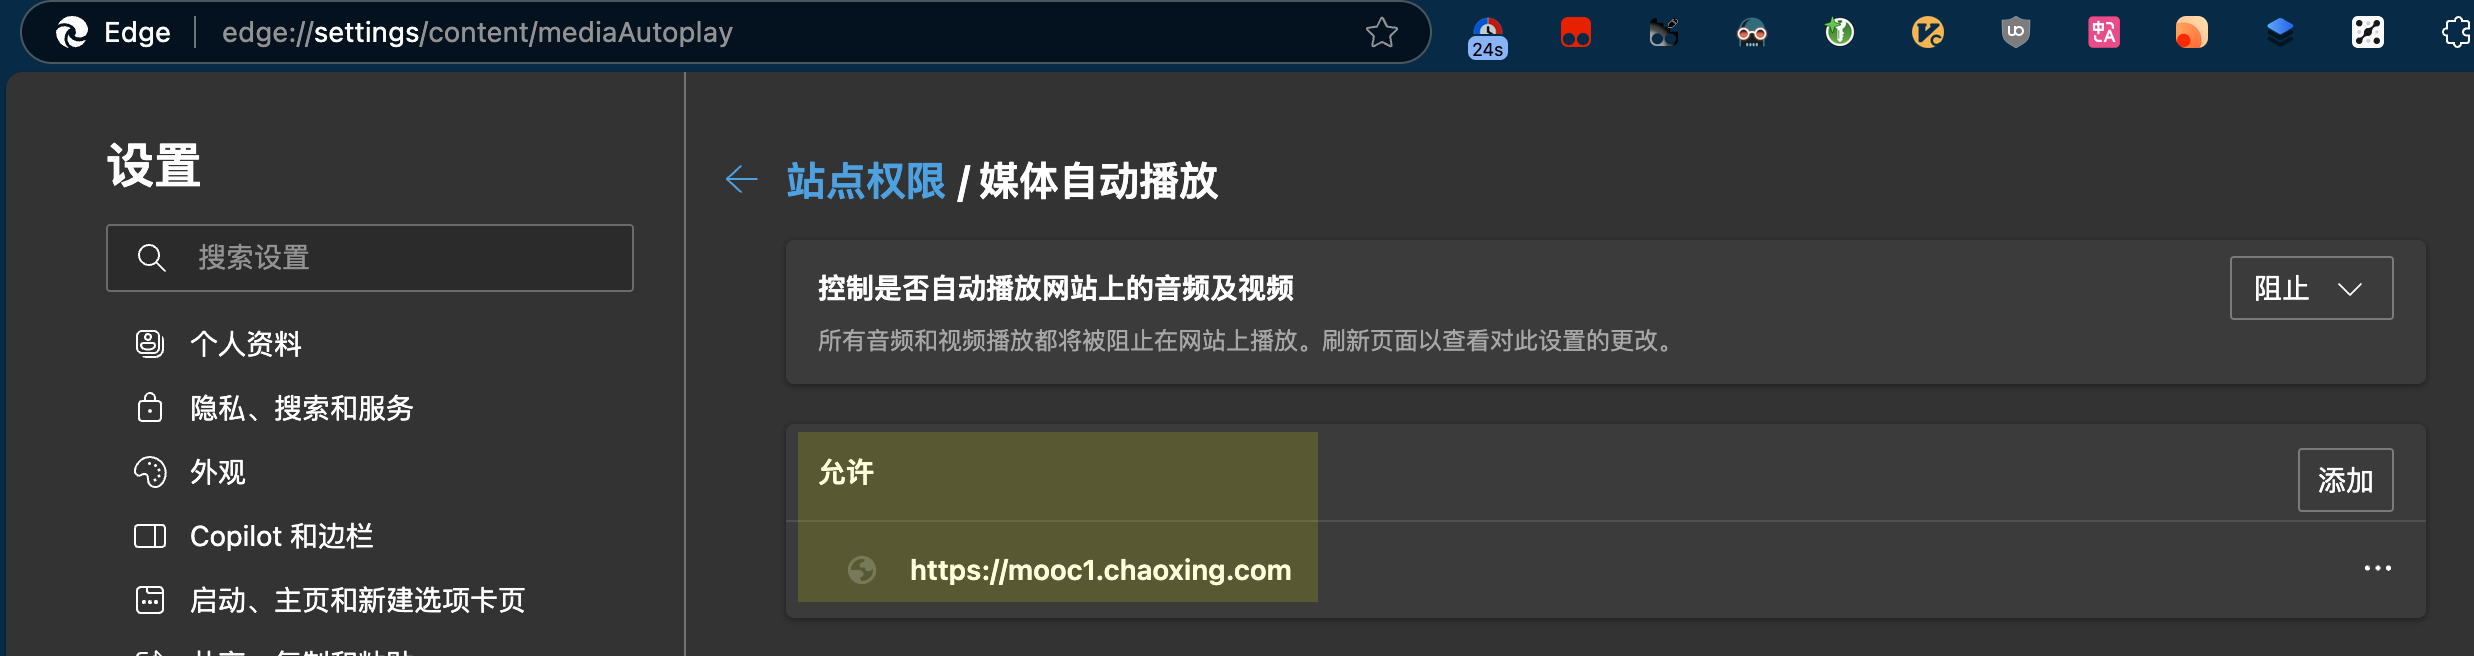 Edge edge://settings/content/mediaAutoplay
24s
设置
搜索设置
个人资料
隐私、搜索和服务
外观
Copilot 和边栏
启动、主页和新建选项卡页
站点权限 / 媒体自动播放
控制是否自动播放网站上的音频及视频
阻止
所有音频和视频播放都将被阻止在网站上播放。刷新页面以查看对此设置的更改。
允许
添加
https://mooc1.chaoxing.com